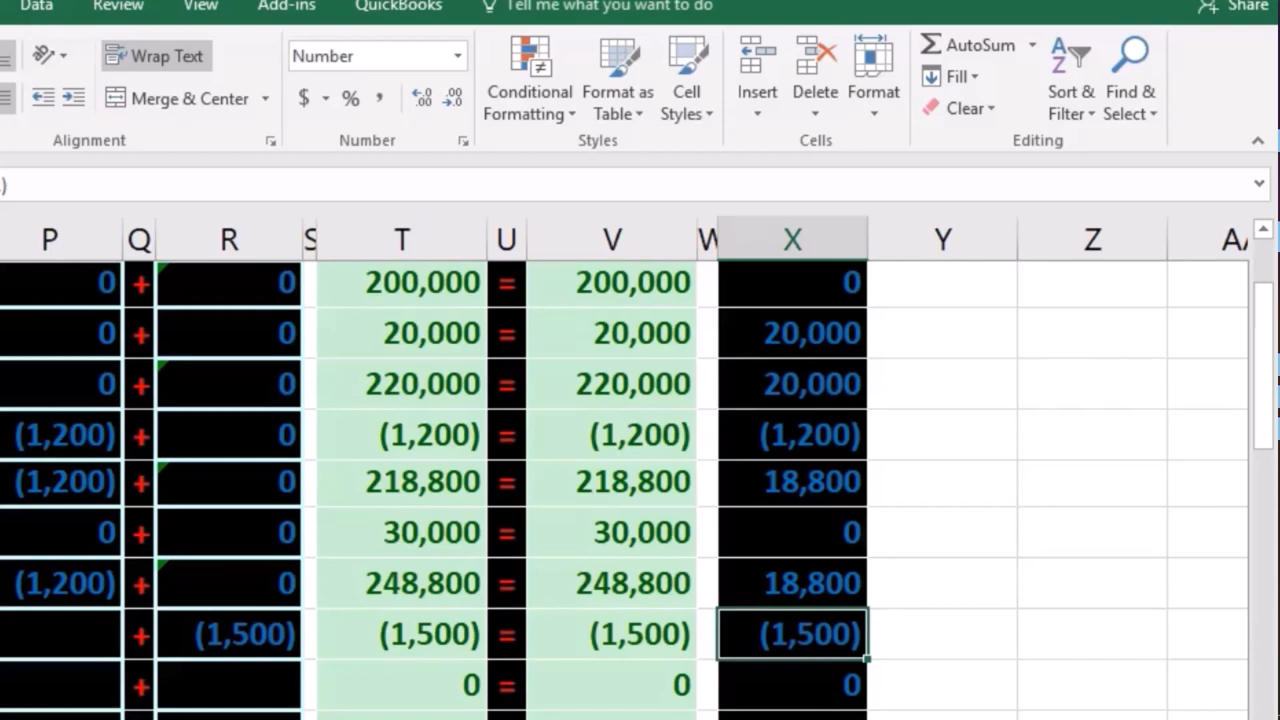 Data Review View Add-ins QuickBooks Tell me what you want to do Share
Wrap Text Number AutoSum
Conditional Format as Cell Insert Delete Format Fill Sort & Find &
Merge & Center $ % , Formatting Table Styles Clear Filter Select
Alignment Number Styles Cells Editing
)
P Q R S T U V W X Y Z AA
0 + 0 200,000 = 200,000 0
0 + 0 20,000 = 20,000 20,000
0 + 0 220,000 = 220,000 20,000
(1,200) + 0 (1,200) = (1,200) (1,200)
(1,200) + 0 218,800 = 218,800 18,800
0 + 0 30,000 = 30,000 0
(1,200) + 0 248,800 = 248,800 18,800
+ (1,500) (1,500) = (1,500) (1,500)
+ 0 = 0 0